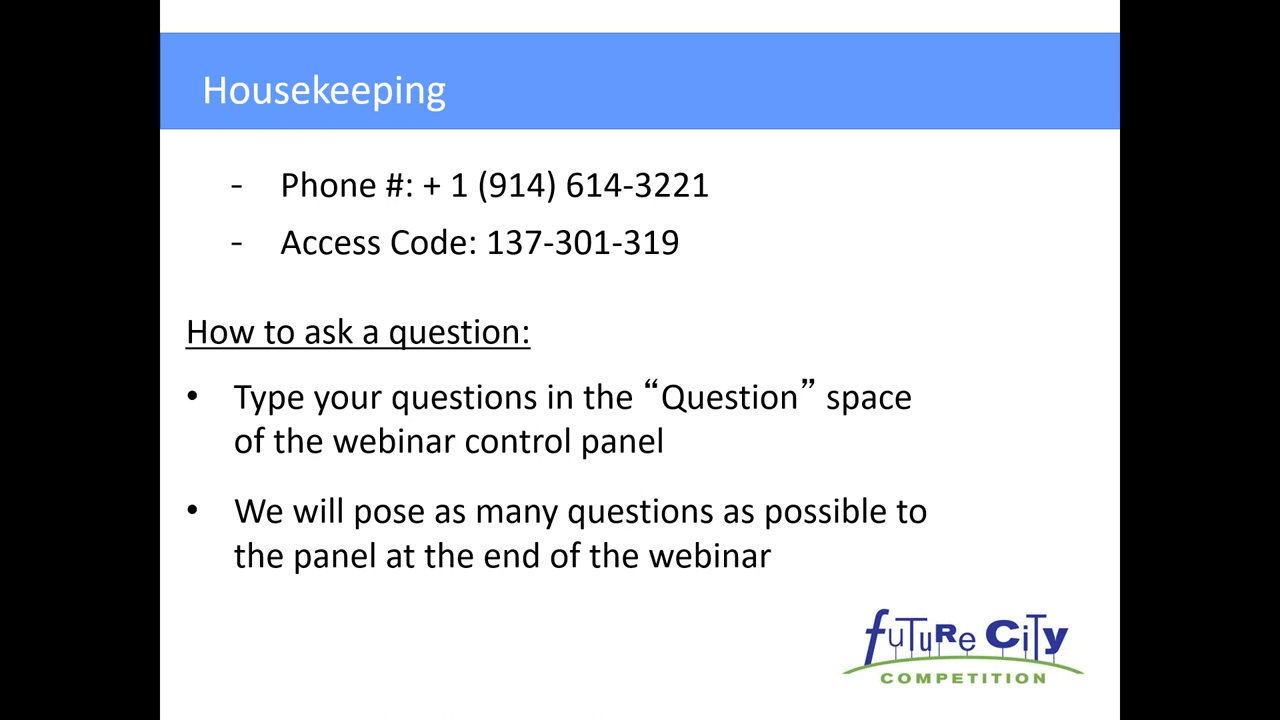 Housekeeping
- Phone #: + 1 (914) 614-3221
- Access Code: 137-301-319
How to ask a question:
• Type your questions in the “Question” space
of the webinar control panel
• We will pose as many questions as possible to
the panel at the end of the webinar
fuTuRe CiTy
COMPETITION